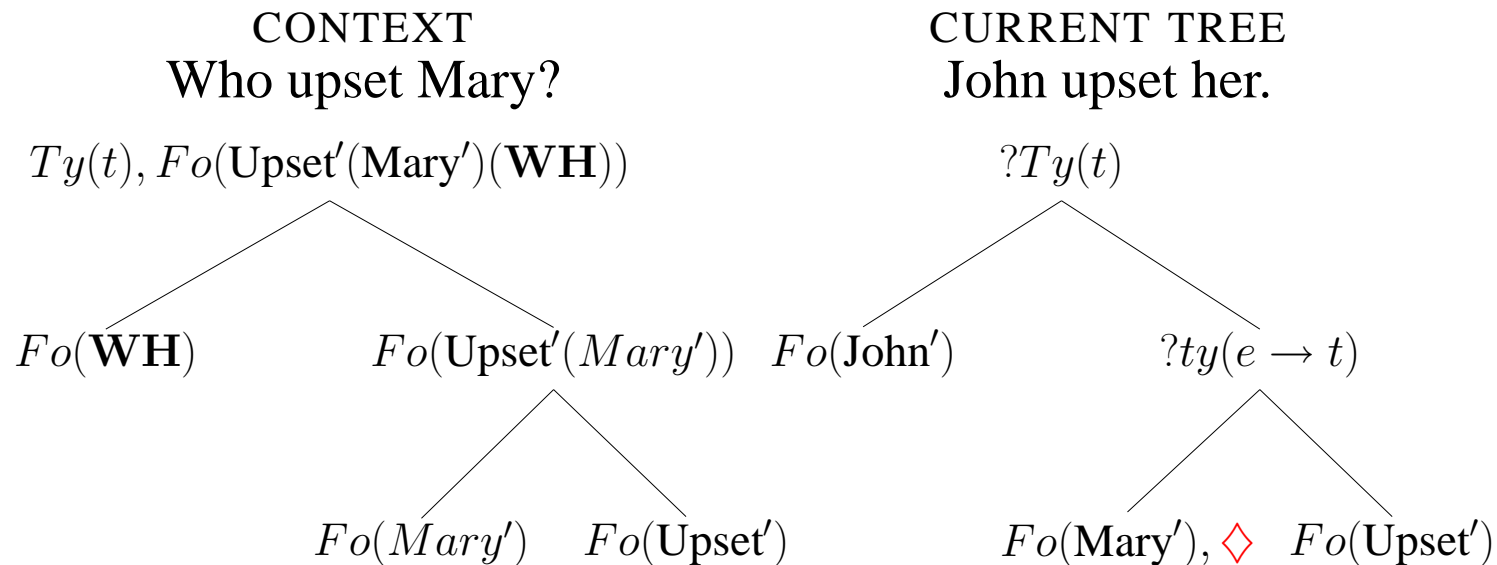 CONTEXT
Who upset Mary?
Ty(t), Fo(Upset′(Mary′)(WH))
Fo(WH)
Fo(Upset′(Mary′))
Fo(Mary′)
Fo(Upset′)
CURRENT TREE
John upset her.
?Ty(t)
Fo(John′)
?ty(e → t)
Fo(Mary′), ♢
Fo(Upset′)